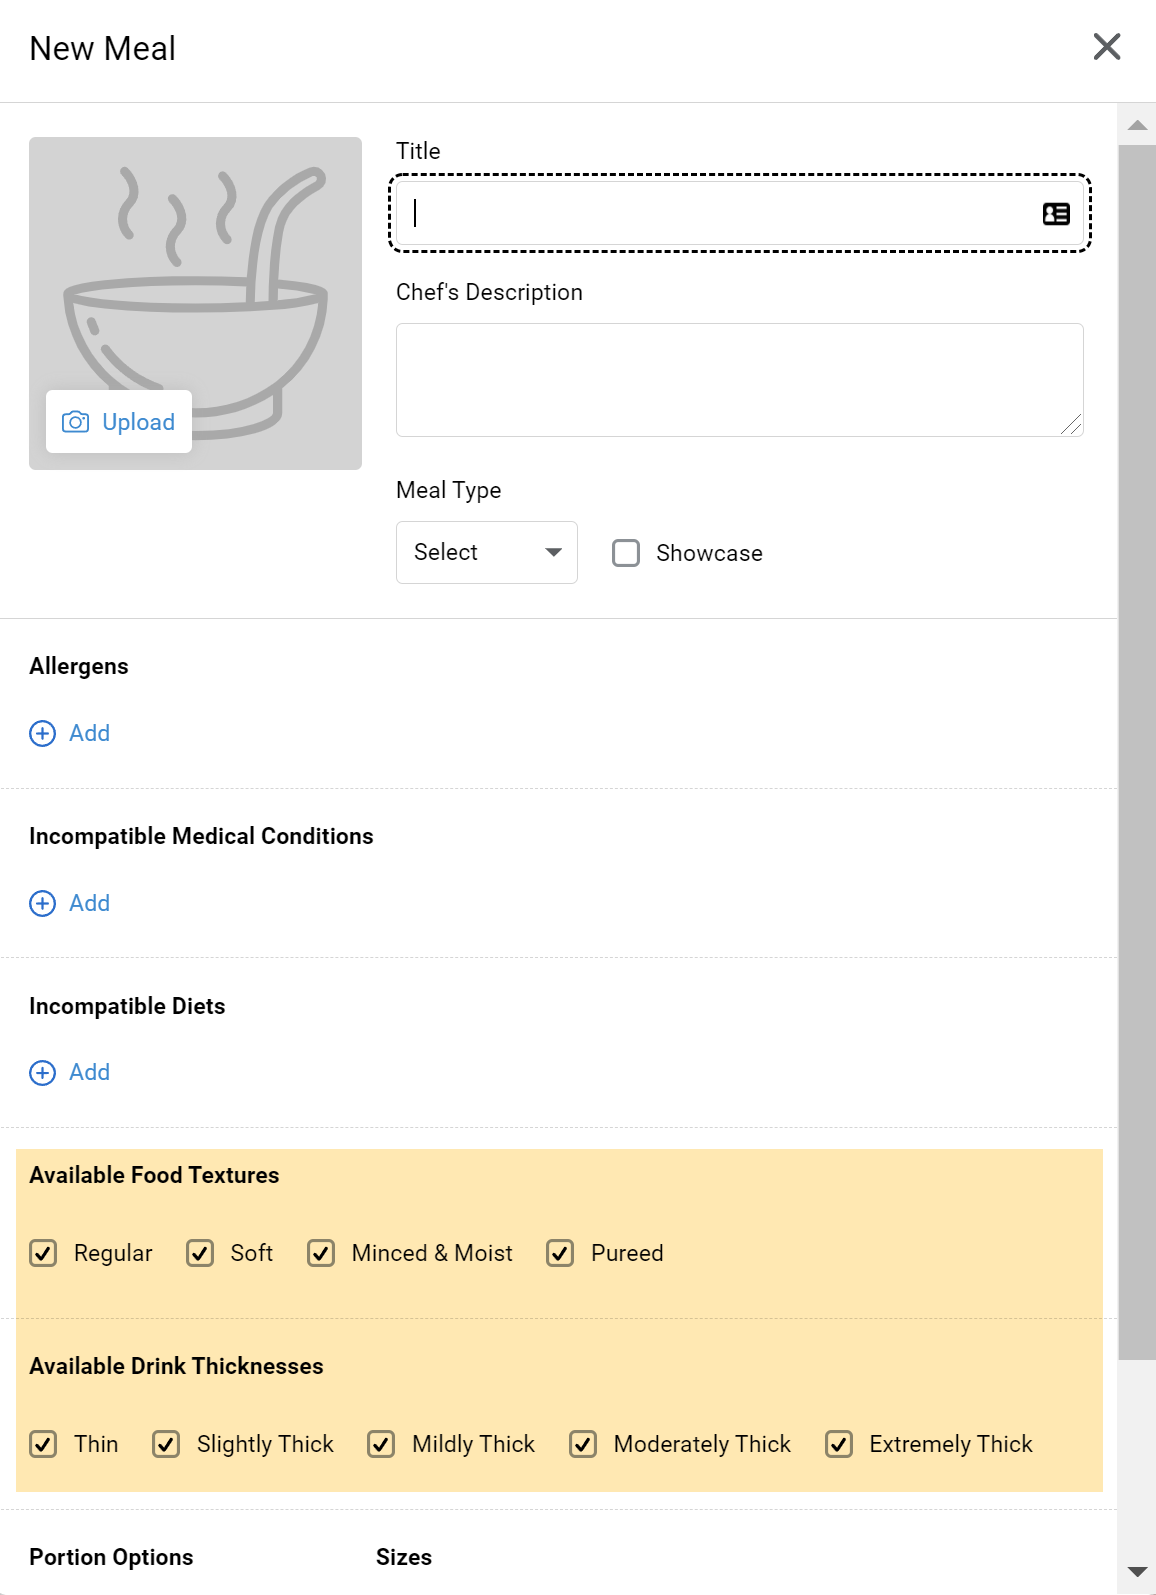 New Meal
Title
Chef's Description
Upload
Meal Type
Select
Showcase
Allergens
Add
Incompatible Medical Conditions
Add
Incompatible Diets
Add
Available Food Textures
Regular Soft Minced & Moist Pureed
Available Drink Thicknesses
Thin Slightly Thick Mildly Thick Moderately Thick Extremely Thick
Portion Options Sizes